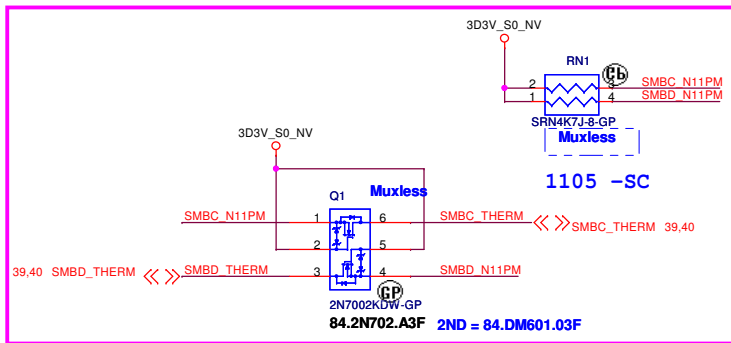 3D3V_S0_NV
RN1
2 3 SMBC_N11PM
1 4 SMBD_N11PM
SRN4K7J-8-GP
Muxless
1105 -SC
3D3V_S0_NV
Q1 Muxless
SMBC_N11PM 1 6 SMBC_THERM SMBC_THERM 39,40
2 5
39,40 SMBD_THERM SMBD_THERM 3 4 SMBD_N11PM
GP
2N7002KDW-GP
84.2N702.A3F 2ND = 84.DM601.03F